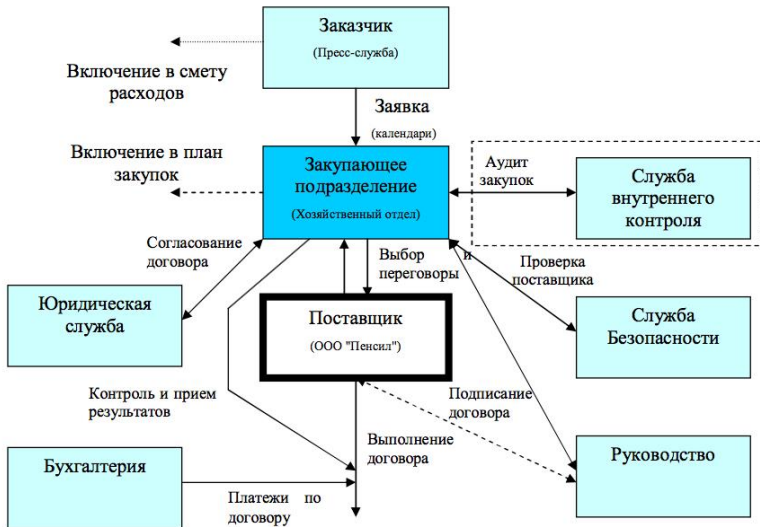 Заказчик
(Пресс-служба)
Включение в смету
расходов
Заявка
(календари)
Включение в план
закупок
Закупающее
подразделение
(Хозяйственный отдел)
Аудит
закупок
Служба
внутреннего
контроля
Согласование
договора
Выбор и
переговоры
Проверка
поставщика
Юридическая
служба
Поставщик
(ООО "Пенсил")
Служба
Безопасности
Контроль и прием
результатов
Подписание
договора
Выполнение
договора
Бухгалтерия
Платежи по
договору
Руководство